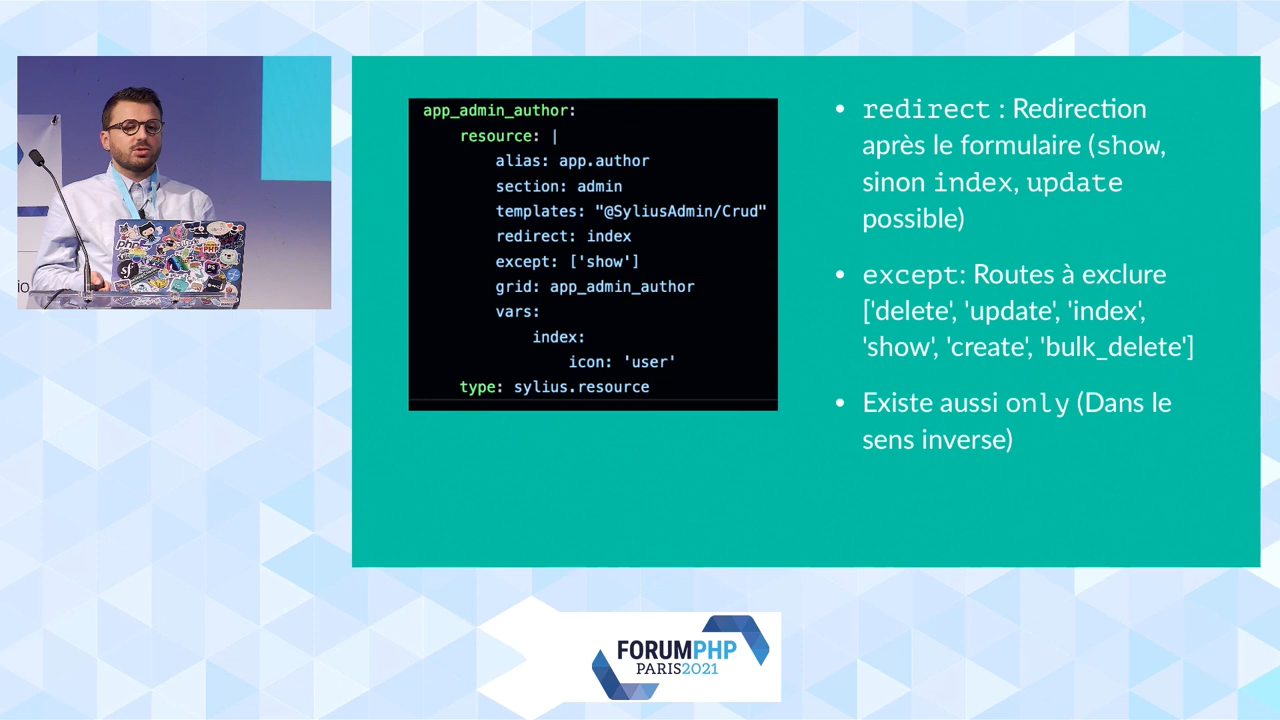 app_admin_author:
resource: |
alias: app.author
section: admin
templates: "@SyliusAdmin/Crud"
redirect: index
except: ['show']
grid: app_admin_author
vars:
index:
icon: 'user'
type: sylius.resource
• redirect : Redirection
après le formulaire (show,
sinon index, update
possible)
• except: Routes à exclure
['delete', 'update', 'index',
'show', 'create', 'bulk_delete']
• Existe aussi only (Dans le
sens inverse)
FORUMPHP
PARIS2021